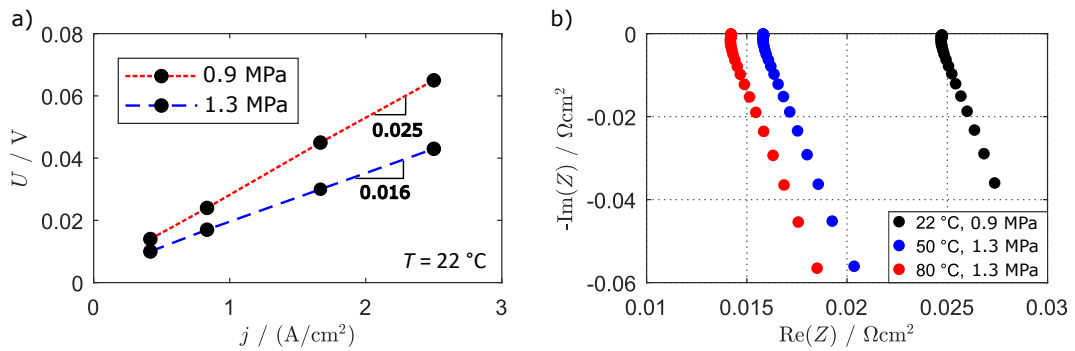 a)
U / V
0.08
0.06
0.04
0.02
0
0.9 MPa
1.3 MPa
0.025
0.016
T = 22 °C
0 1 2 3
j / (A/cm²)
b)
-Im(Z) / Ωcm²
0
-0.02
-0.04
-0.06
22 °C, 0.9 MPa
50 °C, 1.3 MPa
80 °C, 1.3 MPa
0.01 0.015 0.02 0.025 0.03
Re(Z) / Ωcm²